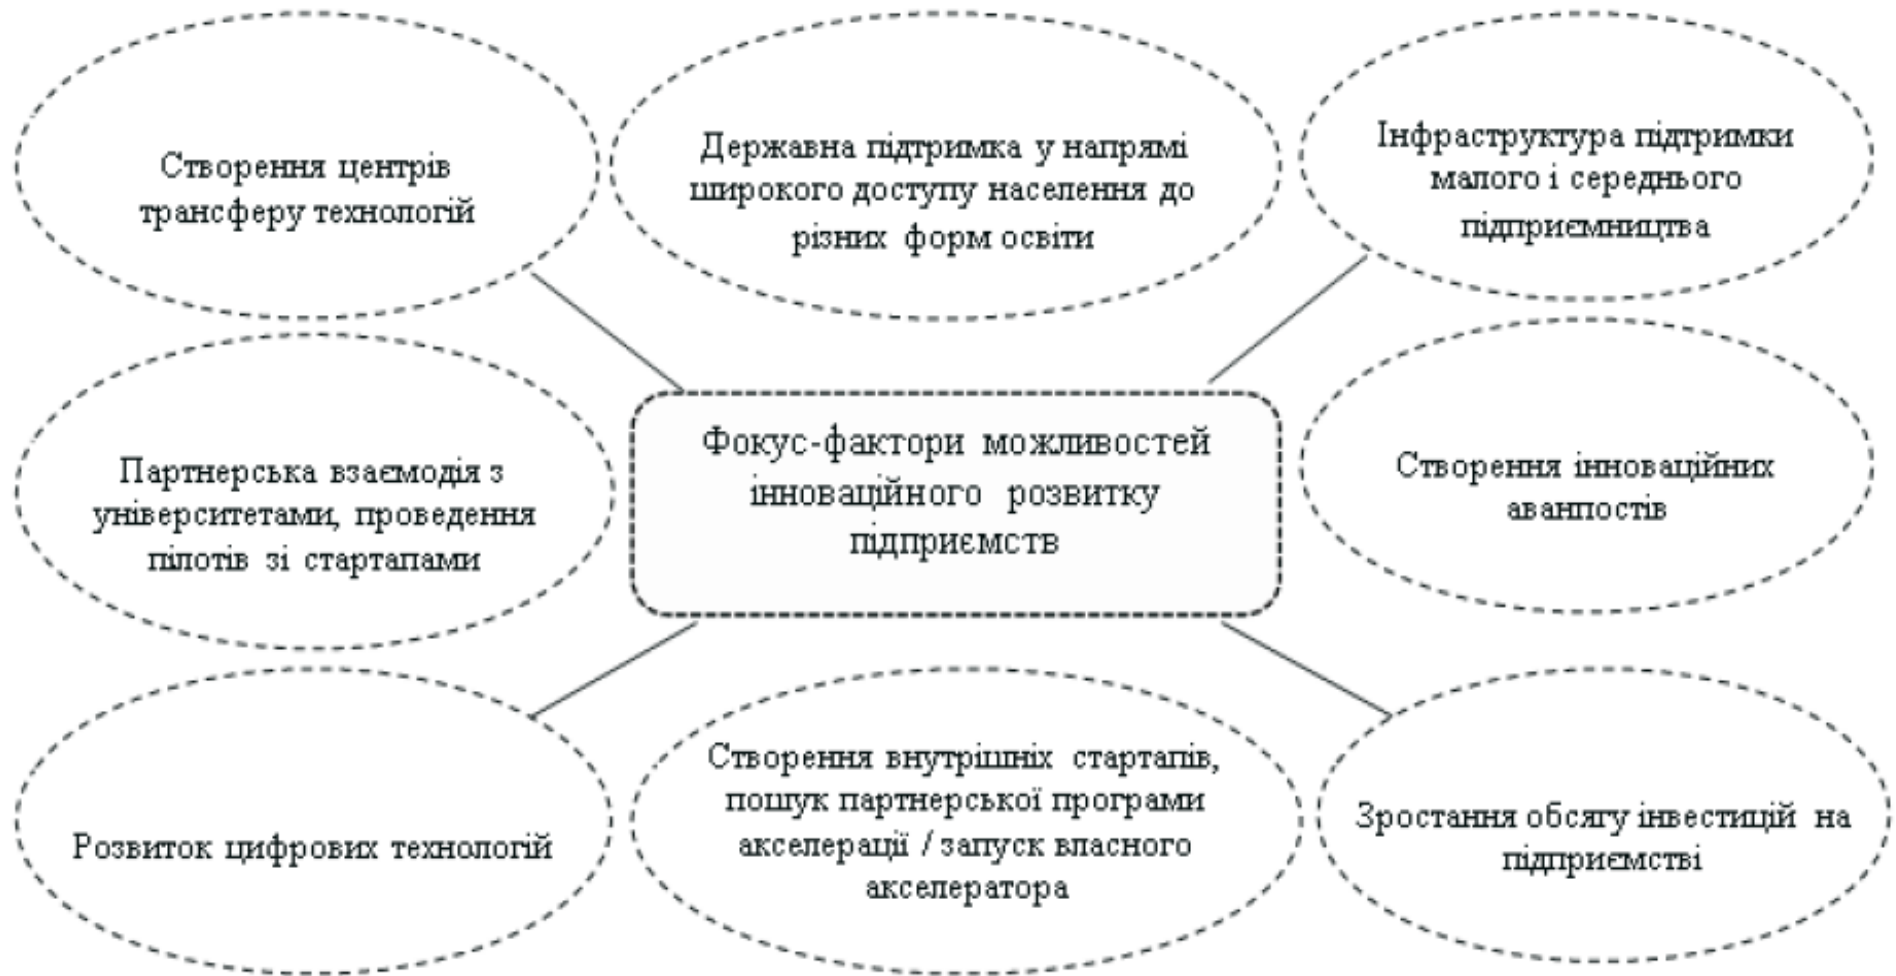 Створення центрів
трансферу технологій
Державна підтримка у напрямі
широкого доступу населення до
різних форм освіти
Інфраструктура підтримки
малого і середнього
підприємництва
Партнерська взаємодія з
університетами, проведення
пілотів зі стартапами
Фокус-фактори можливостей
інноваційного розвитку
підприємств
Створення інноваційних
аванпостів
Розвиток цифрових технологій
Створення внутрішніх стартапів,
пошук партнерської програми
акселерації / запуск власного
акселератора
Зростання обсягу інвестицій на
підприємстві